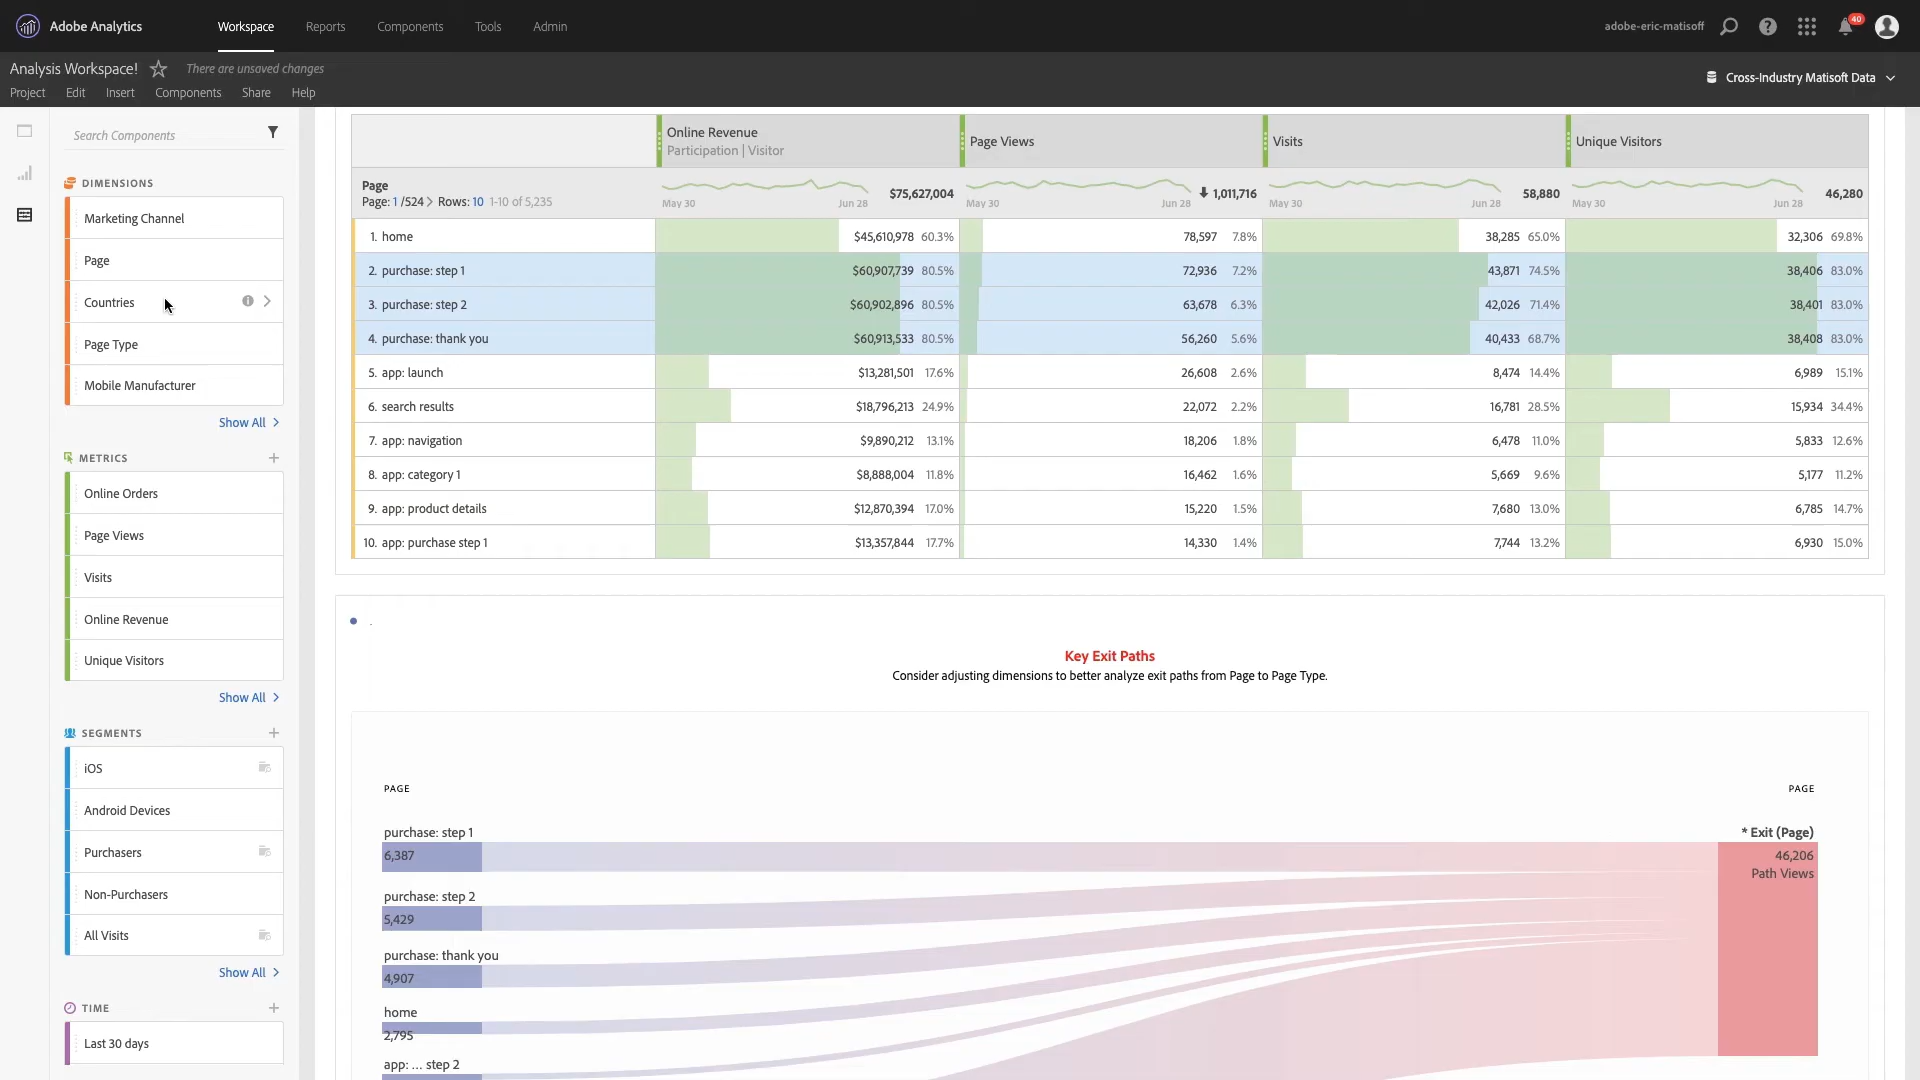 Adobe Analytics
Workspace
Reports
Components
Tools
Admin
adobe-eric-matisoff
40
Analysis Workspace!
There are unsaved changes
Project
Edit
Insert
Components
Share
Help
Cross-Industry Matisoft Data
Search Components
DIMENSIONS
Marketing Channel
Page
Countries
Page Type
Mobile Manufacturer
Show All
METRICS
Online Orders
Page Views
Visits
Online Revenue
Unique Visitors
Show All
SEGMENTS
iOS
Android Devices
Purchasers
Non-Purchasers
All Visits
Show All
TIME
Last 30 days
Online Revenue
Participation | Visitor
Page Views
Visits
Unique Visitors
Page
Page: 1 /524 > Rows: 10 1-10 of 5,235
May 30 Jun 28 $75,627,004
May 30 Jun 28 1,011,716
May 30 Jun 28 58,880
May 30 Jun 28 46,280
1. home $45,610,978 60.3% 78,597 7.8% 38,285 65.0% 32,306 69.8%
2. purchase: step 1 $60,907,739 80.5% 72,936 7.2% 43,871 74.5% 38,406 83.0%
3. purchase: step 2 $60,902,896 80.5% 63,678 6.3% 42,026 71.4% 38,401 83.0%
4. purchase: thank you $60,913,533 80.5% 56,260 5.6% 40,433 68.7% 38,408 83.0%
5. app: launch $13,281,501 17.6% 26,608 2.6% 8,474 14.4% 6,989 15.1%
6. search results $18,796,213 24.9% 22,072 2.2% 16,781 28.5% 15,934 34.4%
7. app: navigation $9,890,212 13.1% 18,206 1.8% 6,478 11.0% 5,833 12.6%
8. app: category 1 $8,888,004 11.8% 16,462 1.6% 5,669 9.6% 5,177 11.2%
9. app: product details $12,870,394 17.0% 15,220 1.5% 7,680 13.0% 6,785 14.7%
10. app: purchase step 1 $13,357,844 17.7% 14,330 1.4% 7,744 13.2% 6,930 15.0%
.
Key Exit Paths
Consider adjusting dimensions to better analyze exit paths from Page to Page Type.
PAGE
PAGE
purchase: step 1
6,387
purchase: step 2
5,429
purchase: thank you
4,907
home
2,795
app: ... step 2
* Exit (Page)
46,206
Path Views